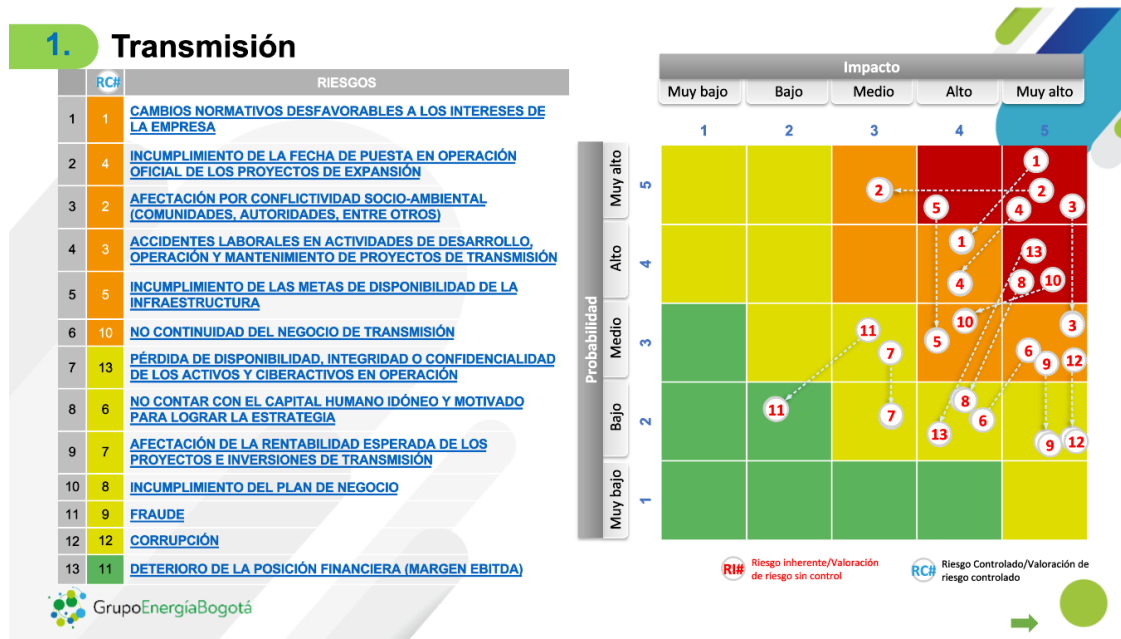 1. Transmisión
RC# RIESGOS
1 1 CAMBIOS NORMATIVOS DESFAVORABLES A LOS INTERESES DE
LA EMPRESA
2 4 INCUMPLIMIENTO DE LA FECHA DE PUESTA EN OPERACIÓN
OFICIAL DE LOS PROYECTOS DE EXPANSIÓN
3 2 AFECTACIÓN POR CONFLICTIVIDAD SOCIO-AMBIENTAL
(COMUNIDADES, AUTORIDADES, ENTRE OTROS)
4 3 ACCIDENTES LABORALES EN ACTIVIDADES DE DESARROLLO,
OPERACIÓN Y MANTENIMIENTO DE PROYECTOS DE TRANSMISIÓN
5 5 INCUMPLIMIENTO DE LAS METAS DE DISPONIBILIDAD DE LA
INFRAESTRUCTURA
6 10 NO CONTINUIDAD DEL NEGOCIO DE TRANSMISIÓN
7 13 PÉRDIDA DE DISPONIBILIDAD, INTEGRIDAD O CONFIDENCIALIDAD
DE LOS ACTIVOS Y CIBERACTIVOS EN OPERACIÓN
8 6 NO CONTAR CON EL CAPITAL HUMANO IDÓNEO Y MOTIVADO
PARA LOGRAR LA ESTRATEGIA
9 7 AFECTACIÓN DE LA RENTABILIDAD ESPERADA DE LOS
PROYECTOS E INVERSIONES DE TRANSMISIÓN
10 8 INCUMPLIMIENTO DEL PLAN DE NEGOCIO
11 9 FRAUDE
12 12 CORRUPCIÓN
13 11 DETERIORO DE LA POSICIÓN FINANCIERA (MARGEN EBITDA)
GrupoEnergíaBogotá
Impacto
Muy bajo Bajo Medio Alto Muy alto
1 2 3 4 5
Probabilidad
Muy alto 5
Alto 4
Medio 3
Bajo 2
Muy bajo 1
1
2 2
5 4 3
1 13
4 8 10
10 3
11 5
7 6 9 12
11 7 8 6
13 9 12
RI# Riesgo inherente/Valoración
de riesgo sin control
RC# Riesgo Controlado/Valoración de
riesgo controlado